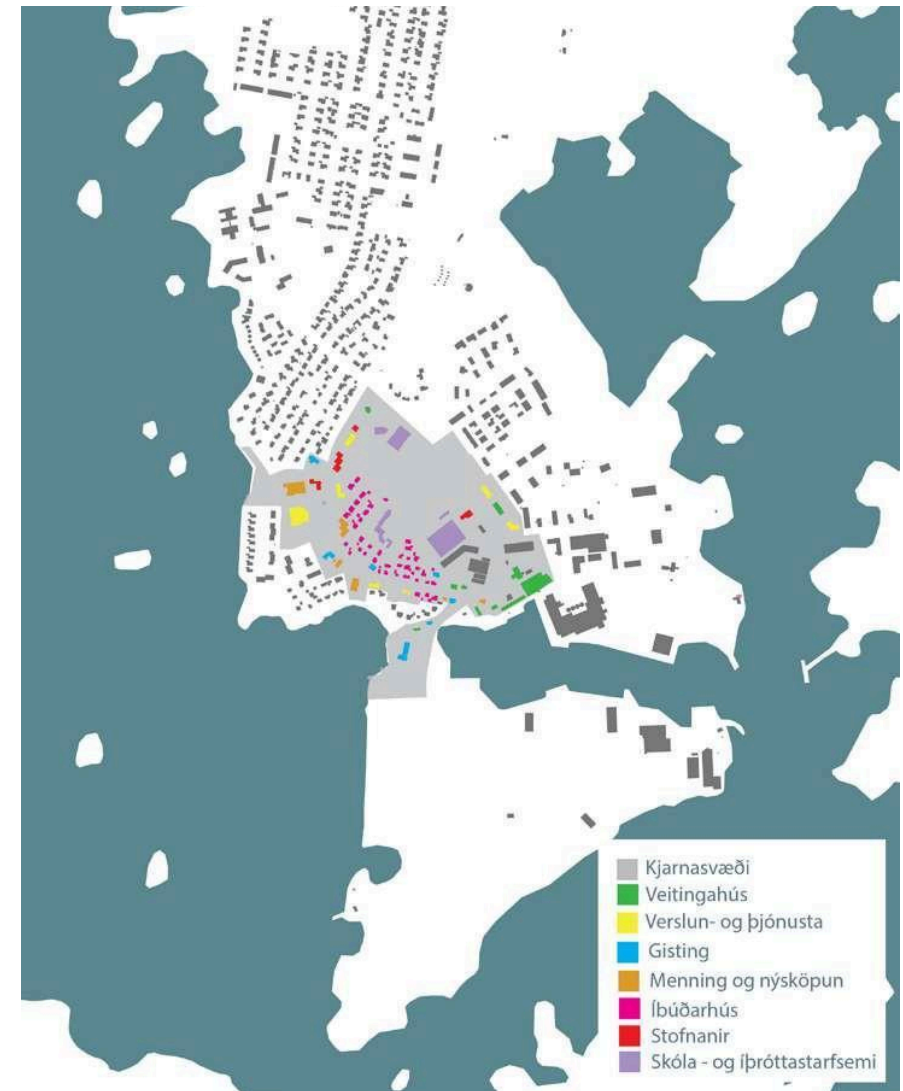 Kjarnasvæði
Veitingahús
Verslun- og þjónusta
Gisting
Menning og nýsköpun
Íbúðarhús
Stofnanir
Skóla - og íþróttastarfsemi